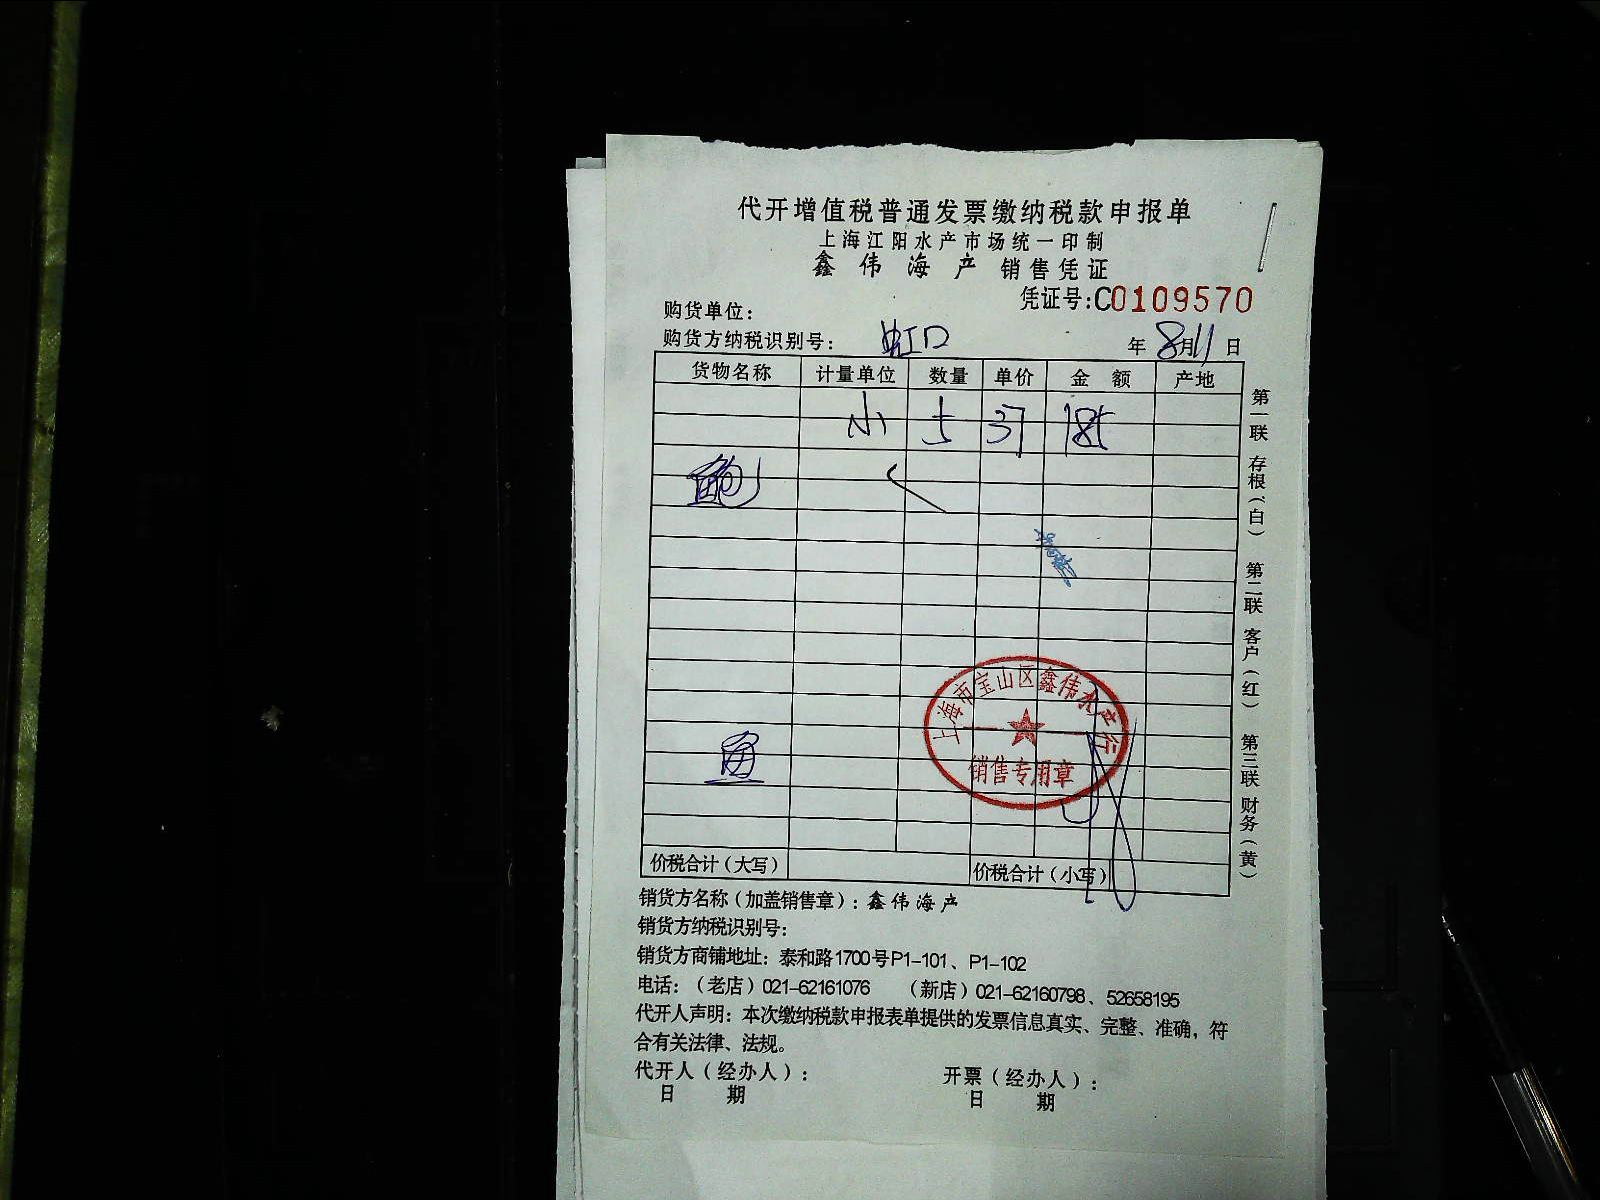 代开增值税普通发票缴纳税款申报单
上海江阳水产市场统一印制
鑫伟海产 销售凭证
凭证号:C0109570
购货单位:
购货方纳税识别号: 虹口 年8月11日
货物名称 计量单位 数量 单价 金额 产地
小 5 37 185
鲍
上海市宝山区鑫伟水产行
销售专用章
价税合计(大写) 价税合计(小写)
第一联 存根(白) 第二联 客户(红) 第三联 财务(黄)
销货方名称(加盖销售章):鑫伟海产
销货方纳税识别号:
销货方商铺地址:泰和路1700号P1-101、P1-102
电话:(老店)021-62161076 (新店)021-62160798、52658195
代开人声明:本次缴纳税款申报表单提供的发票信息真实、完整、准确,符
合有关法律、法规。
代开人(经办人): 开票(经办人):
日期 日期